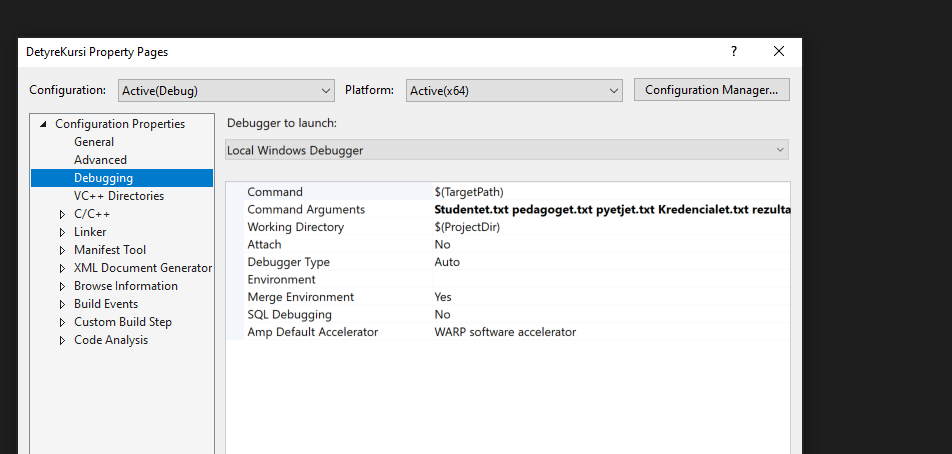 DetyreKursi Property Pages
?
Configuration: Active(Debug) Platform: Active(x64) Configuration Manager...
Configuration Properties
General
Advanced
Debugging
VC++ Directories
C/C++
Linker
Manifest Tool
XML Document Generator
Browse Information
Build Events
Custom Build Step
Code Analysis
Debugger to launch:
Local Windows Debugger
Command $(TargetPath)
Command Arguments Studentet.txt pedagoget.txt pyetjet.txt Kredencialet.txt rezulta
Working Directory $(ProjectDir)
Attach No
Debugger Type Auto
Environment
Merge Environment Yes
SQL Debugging No
Amp Default Accelerator WARP software accelerator